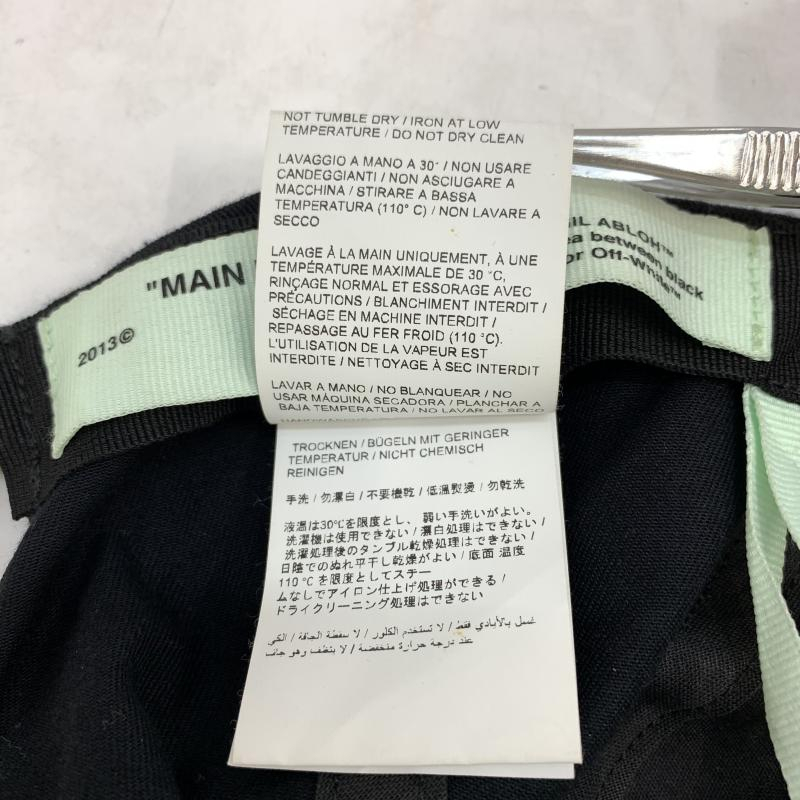 NOT TUMBLE DRY / IRON AT LOW
TEMPERATURE / DO NOT DRY CLEAN
LAVAGGIO A MANO A 30° / NON USARE
CANDEGGIANTI / NON ASCIUGARE A
MACCHINA / STIRARE A BASSA
TEMPERATURA (110° C) / NON LAVARE A
SECCO
LAVAGE À LA MAIN UNIQUEMENT, À UNE
TEMPÉRATURE MAXIMALE DE 30 °C,
RINÇAGE NORMAL ET ESSORAGE AVEC
PRÉCAUTIONS / BLANCHIMENT INTERDIT /
SÉCHAGE EN MACHINE INTERDIT /
REPASSAGE AU FER FROID (110 °C).
L'UTILISATION DE LA VAPEUR EST
INTERDITE / NETTOYAGE À SEC INTERDIT
LAVAR A MANO / NO BLANQUEAR / NO
USAR MÁQUINA SECADORA / PLANCHAR A
BAJA TEMPERATURA / NO LAVAR AL SECO
TROCKNEN / BÜGELN MIT GERINGER
TEMPERATUR / NICHT CHEMISCH
REINIGEN
手洗 / 勿漂白 / 不要機乾 / 低溫熨燙 / 勿乾洗
液温は30℃を限度とし、弱い手洗いがよい。
洗濯機は使用できない / 漂白処理はできない /
洗濯処理後のタンブル乾燥処理はできない /
日陰でのぬれ平干し乾燥がよい / 底面 温度
110 ℃ を限度としてスチー
ムなしでアイロン仕上げ処理ができる /
ドライクリーニング処理はできない
غسل بالأيادي فقط / لا تستخدم الكلور / لا سفطة الجافة / الكي
عند درجة حرارة منخفضة / لا ينظف وهو جاف
"MAIN
2013©
GIL ABLOH™
ea between black
or Off-White™